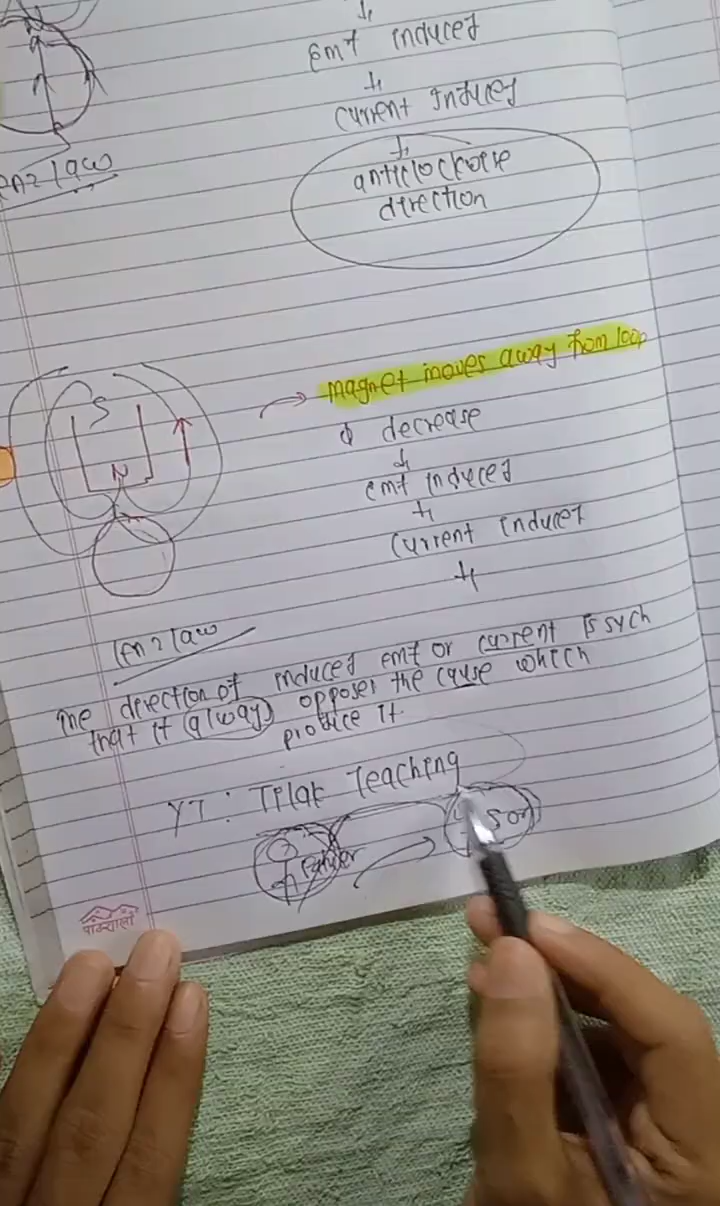 emf induced
current induced
anticlockwise
direction
law
magnet moves away from loop
S
N
ϕ decrease
emf induced
current induced
lenz law
The direction of induced emf or current is such
that it always opposes the cause which
produce it.
YT: Tilak Teaching
father
son
पाठशाला